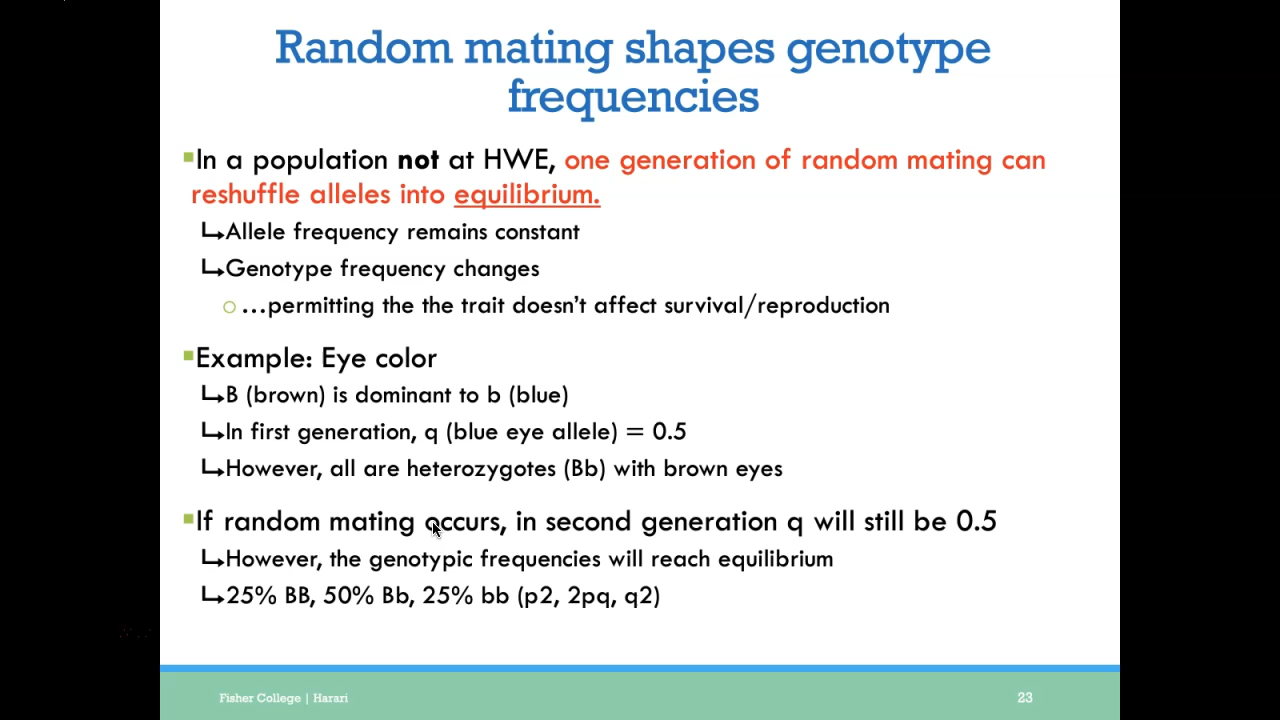 Random mating shapes genotype
frequencies
In a population not at HWE, one generation of random mating can
reshuffle alleles into equilibrium.
Allele frequency remains constant
Genotype frequency changes
…permitting the the trait doesn't affect survival/reproduction
Example: Eye color
B (brown) is dominant to b (blue)
In first generation, q (blue eye allele) = 0.5
However, all are heterozygotes (Bb) with brown eyes
If random mating occurs, in second generation q will still be 0.5
However, the genotypic frequencies will reach equilibrium
25% BB, 50% Bb, 25% bb (p2, 2pq, q2)
Fisher College | Harari
23